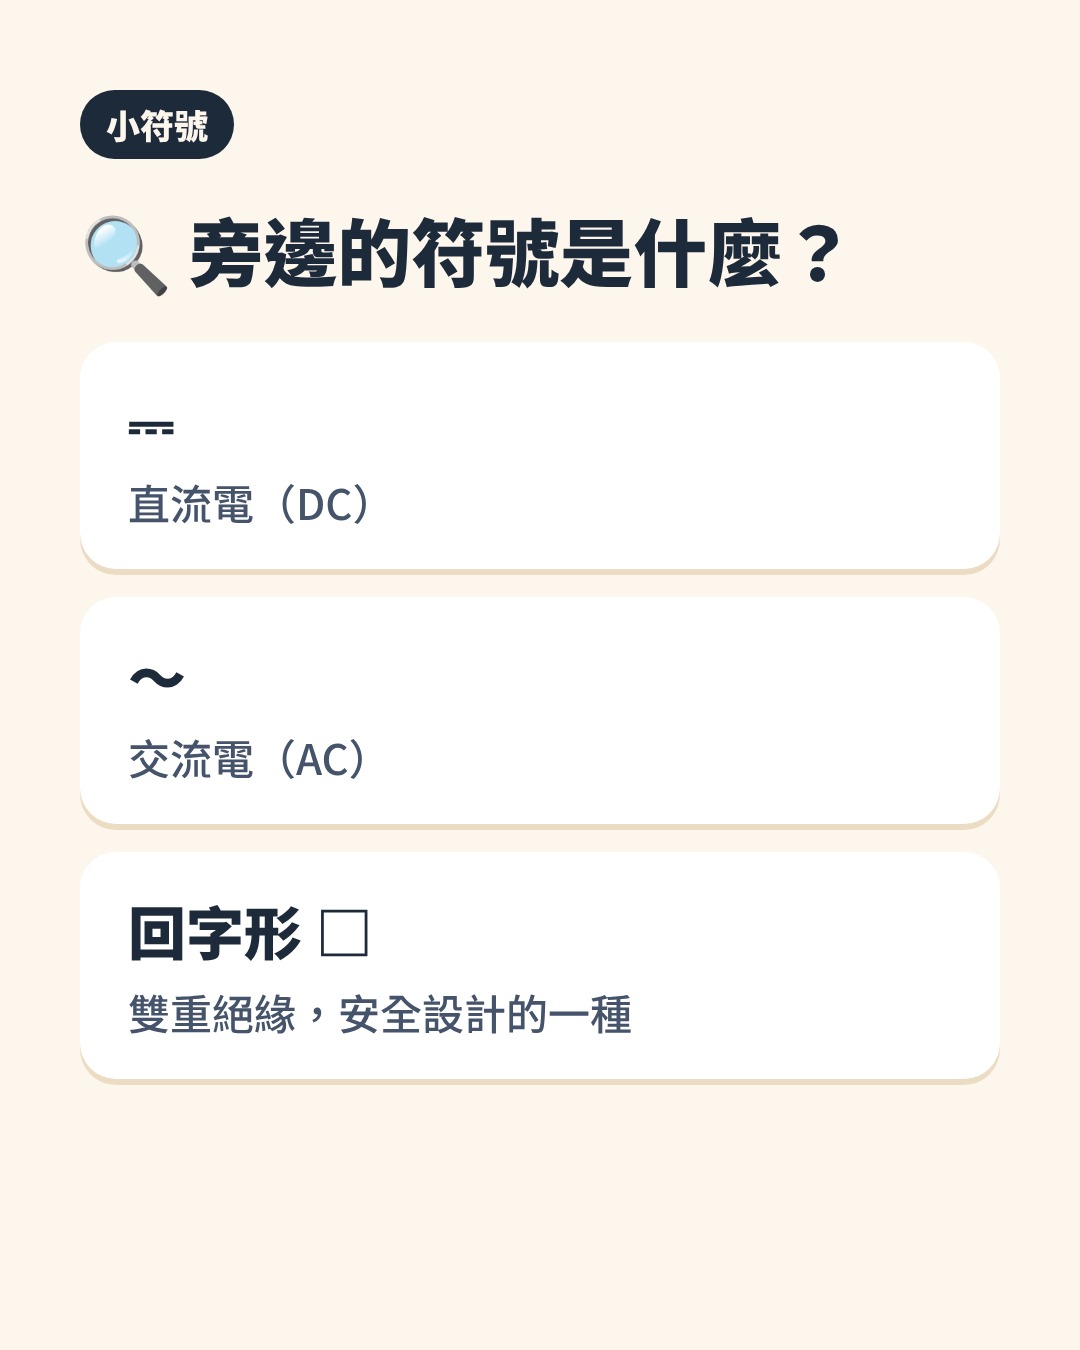 小符號
🔍 旁邊的符號是什麼？
⎓
直流電（DC）
～
交流電（AC）
回字形 □
雙重絕緣，安全設計的一種